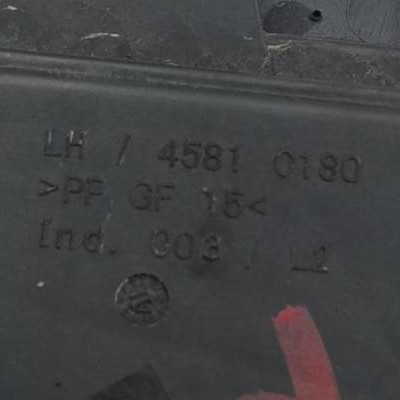 LH / 4581 0180
>PP GF 15<
Ind. 003 / L2